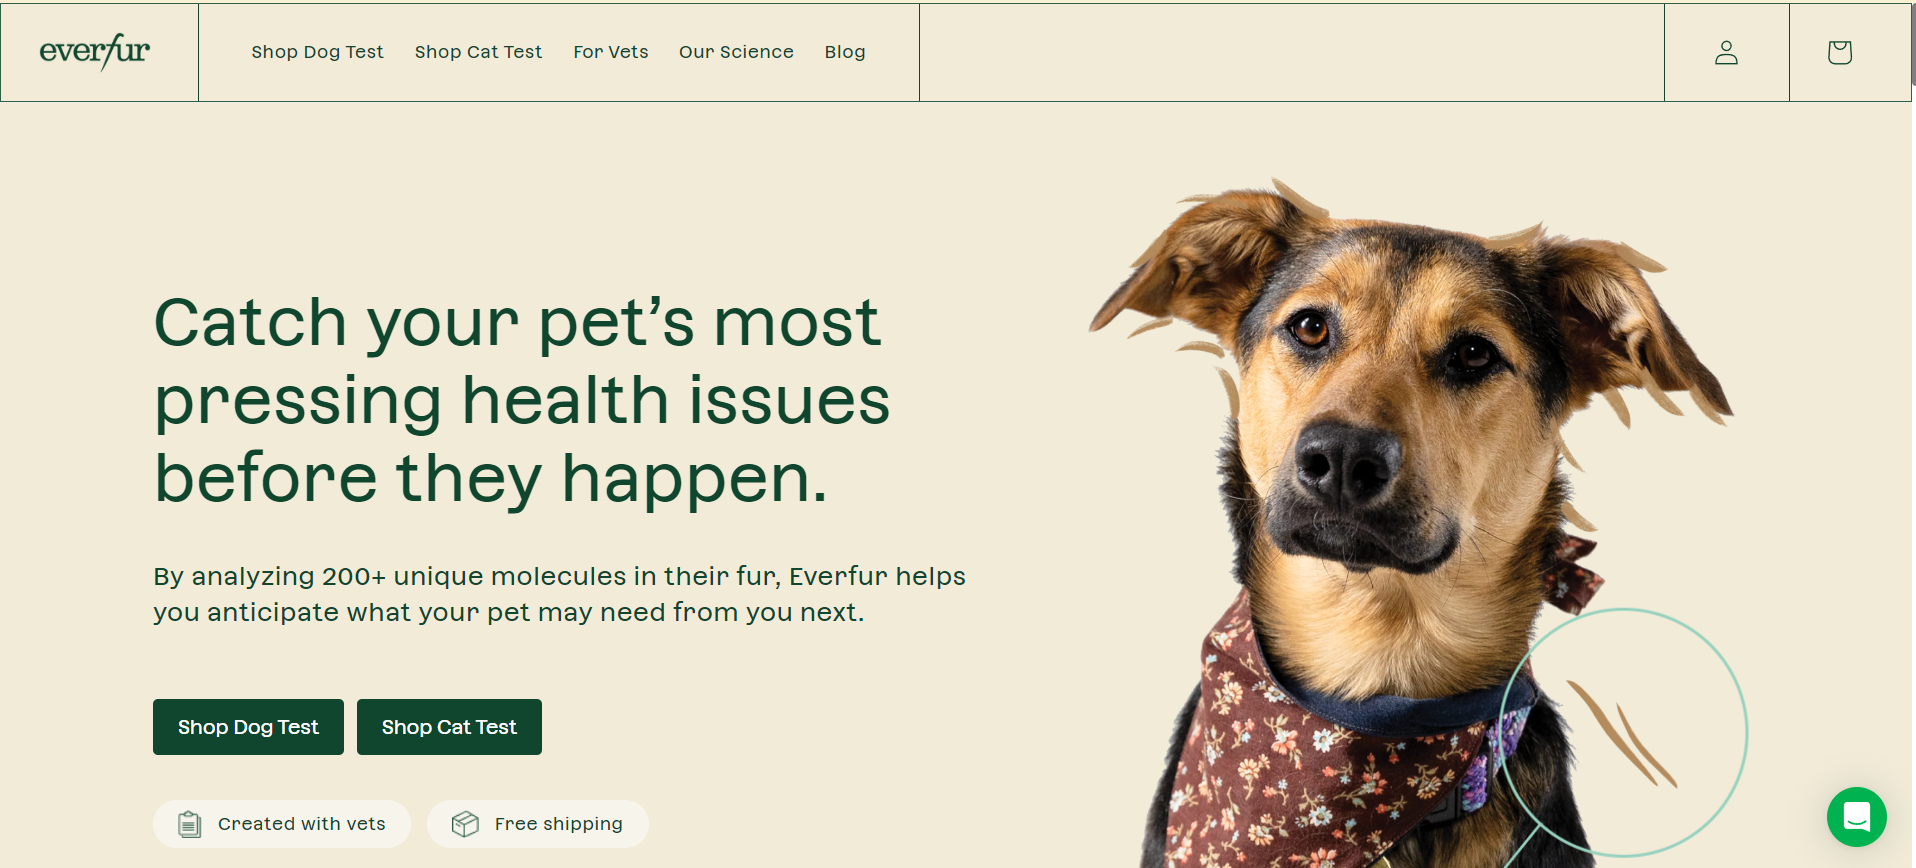 everfur
Shop Dog Test
Shop Cat Test
For Vets
Our Science
Blog
Catch your pet’s most
pressing health issues
before they happen.
By analyzing 200+ unique molecules in their fur, Everfur helps
you anticipate what your pet may need from you next.
Shop Dog Test
Shop Cat Test
Created with vets
Free shipping